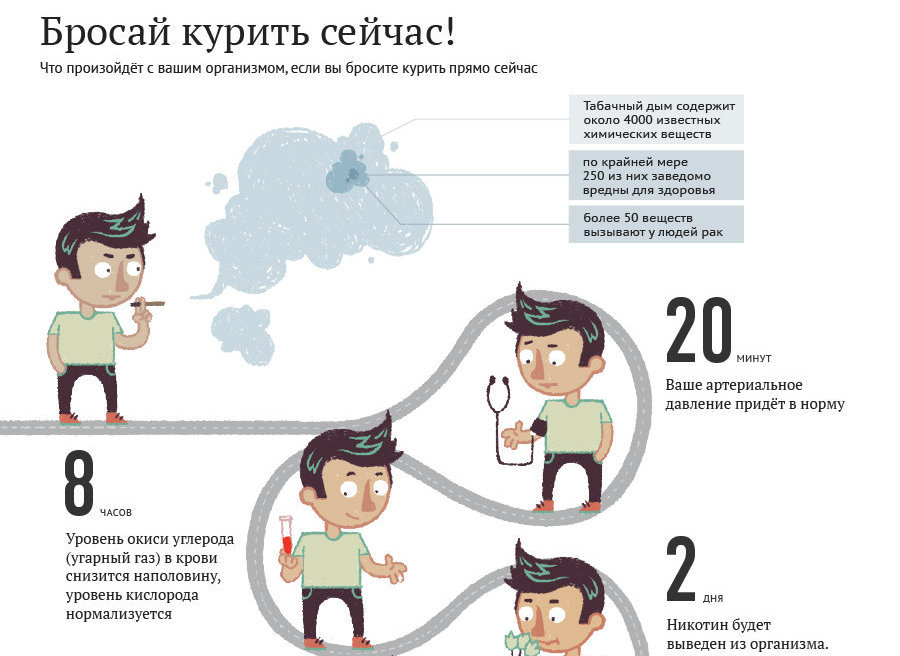 Бросай курить сейчас!
Что произойдёт с вашим организмом, если вы бросите курить прямо сейчас
Табачный дым содержит
около 4000 известных
химических веществ
по крайней мере
250 из них заведомо
вредны для здоровья
более 50 веществ
вызывают у людей рак
20 МИНУТ
Ваше артериальное
давление придёт в норму
8 ЧАСОВ
Уровень окиси углерода
(угарный газ) в крови
снизится наполовину,
уровень кислорода
нормализуется
2 ДНЯ
Никотин будет
выведен из организма.